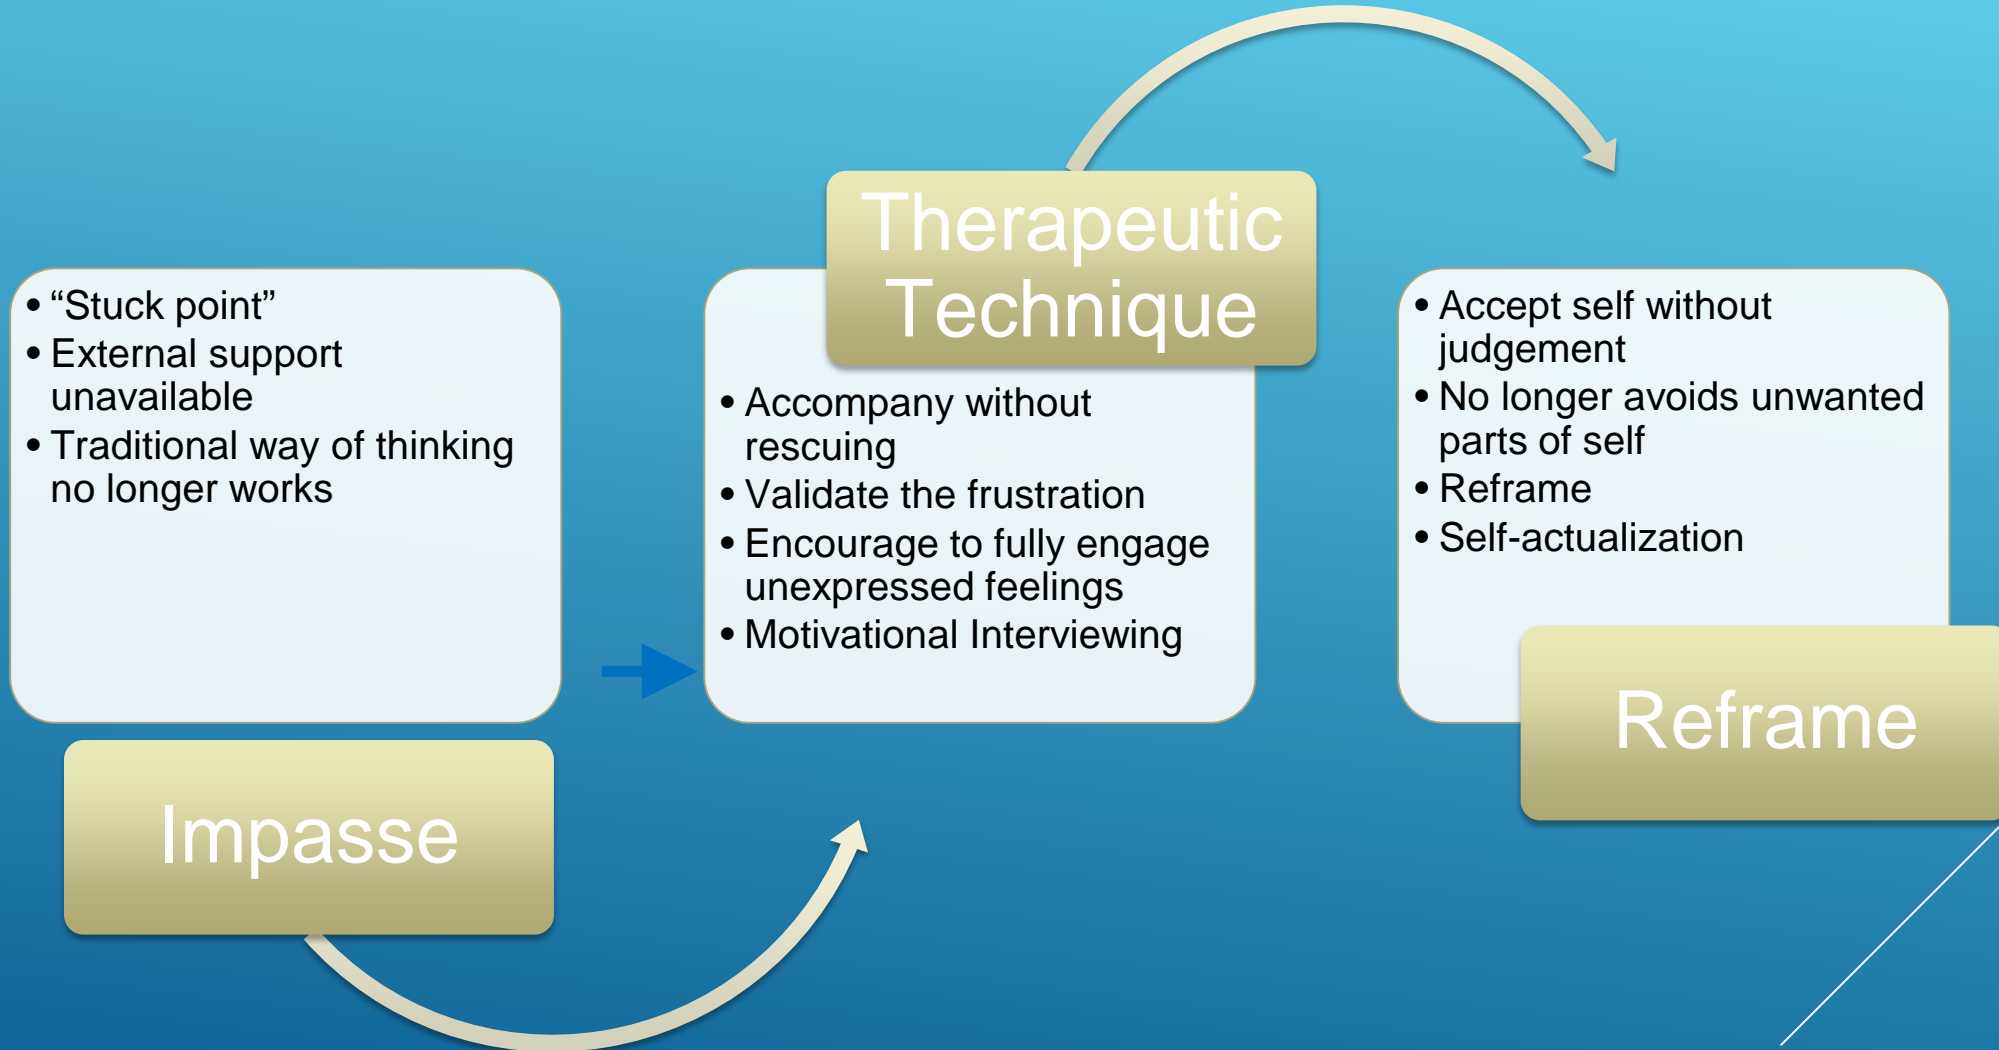 • “Stuck point”
• External support
unavailable
• Traditional way of thinking
no longer works
Impasse
Therapeutic
Technique
• Accompany without
rescuing
• Validate the frustration
• Encourage to fully engage
unexpressed feelings
• Motivational Interviewing
• Accept self without
judgement
• No longer avoids unwanted
parts of self
• Reframe
• Self-actualization
Reframe